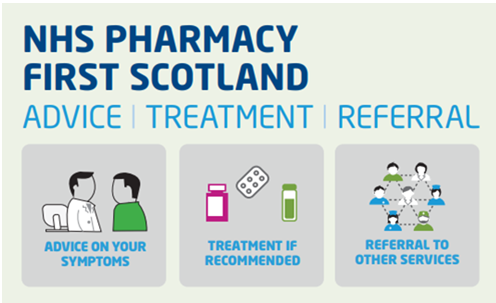 NHS PHARMACY
FIRST SCOTLAND
ADVICE | TREATMENT | REFERRAL
ADVICE ON YOUR
SYMPTOMS
TREATMENT IF
RECOMMENDED
REFERRAL TO
OTHER SERVICES